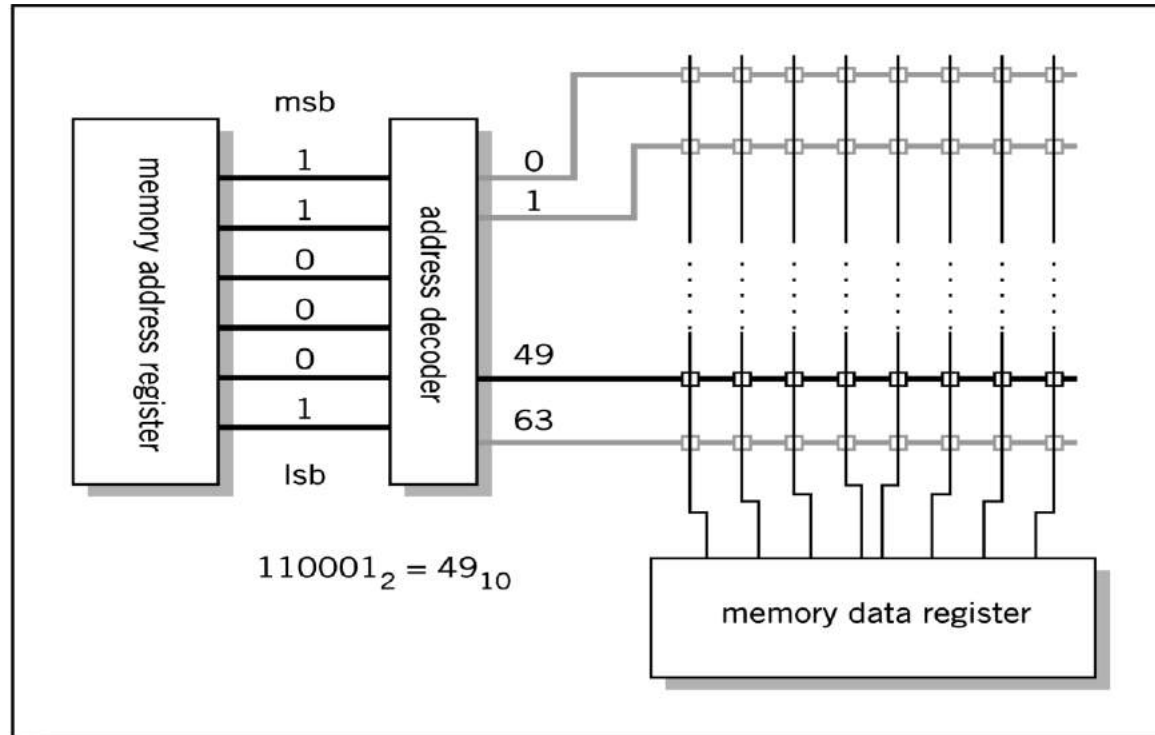 msb
memory address register
1
1
0
0
0
1
lsb
address decoder
0
1
49
63
110001₂ = 49₁₀
memory data register